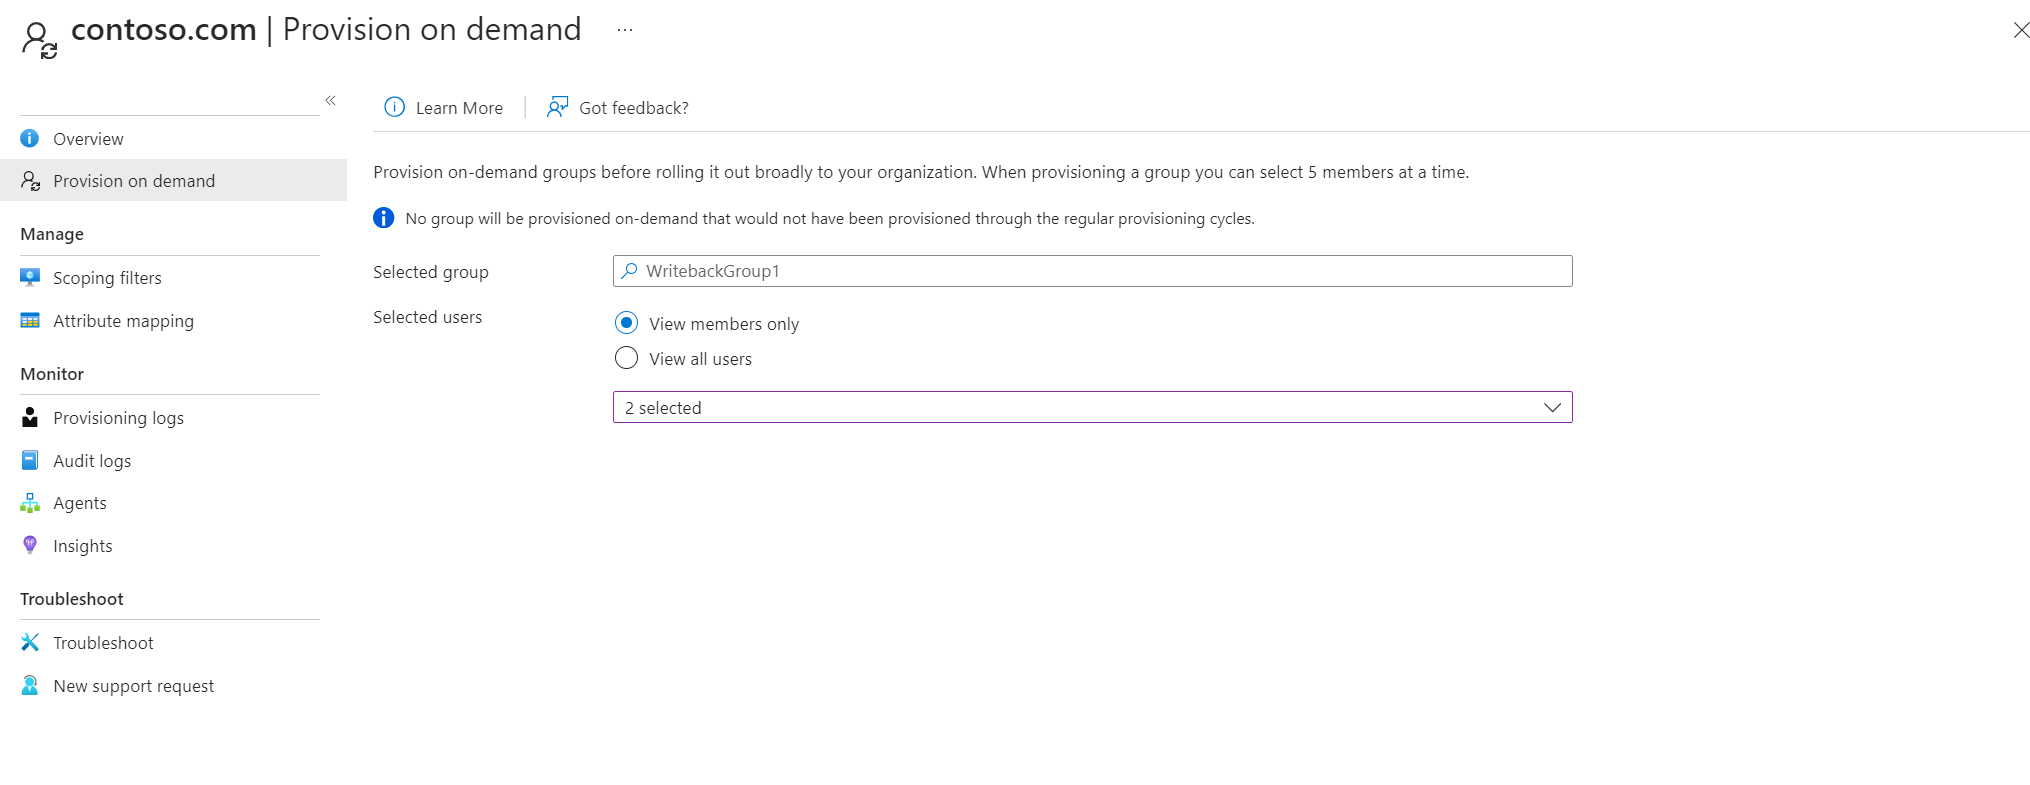 contoso.com | Provision on demand ...
«
Learn More | Got feedback?
Overview
Provision on demand
Manage
Scoping filters
Attribute mapping
Monitor
Provisioning logs
Audit logs
Agents
Insights
Troubleshoot
Troubleshoot
New support request
Provision on-demand groups before rolling it out broadly to your organization. When provisioning a group you can select 5 members at a time.
No group will be provisioned on-demand that would not have been provisioned through the regular provisioning cycles.
Selected group WritebackGroup1
Selected users View members only
View all users
2 selected